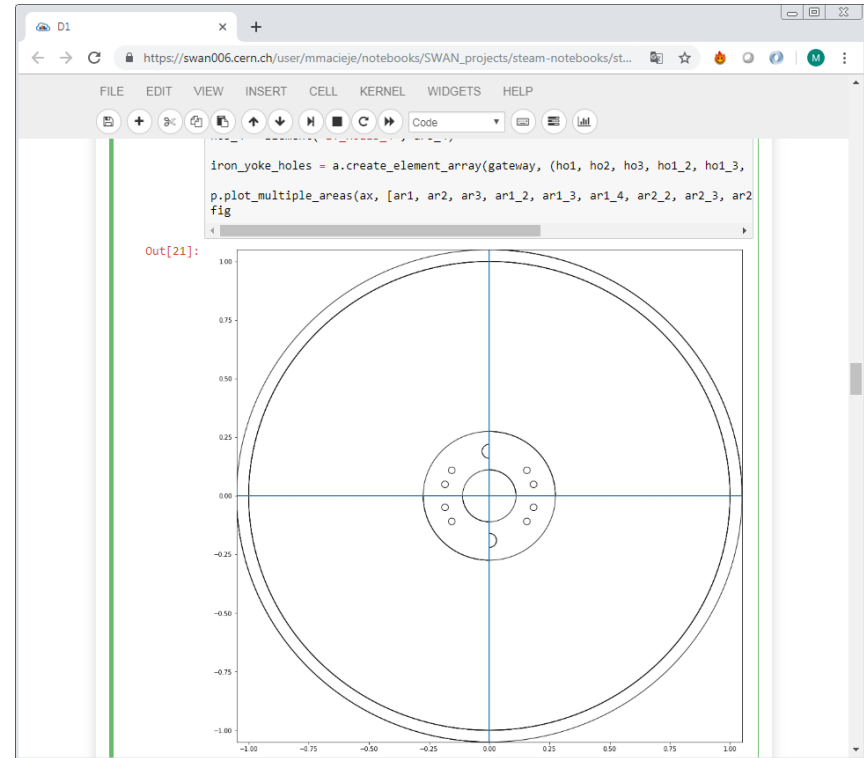 D1
https://swan006.cern.ch/user/mmacieje/notebooks/SWAN_projects/steam-notebooks/st...
M
FILE EDIT VIEW INSERT CELL KERNEL WIDGETS HELP
Code
iron_yoke_holes = a.create_element_array(gateway, (ho1, ho2, ho3, ho1_2, ho1_3,
p.plot_multiple_areas(ax, [ar1, ar2, ar3, ar1_2, ar1_3, ar1_4, ar2_2, ar2_3, ar2
fig
Out[21]:
1.00
0.75
0.50
0.25
0.00
−0.25
−0.50
−0.75
−1.00
−1.00 −0.75 −0.50 −0.25 0.00 0.25 0.50 0.75 1.00